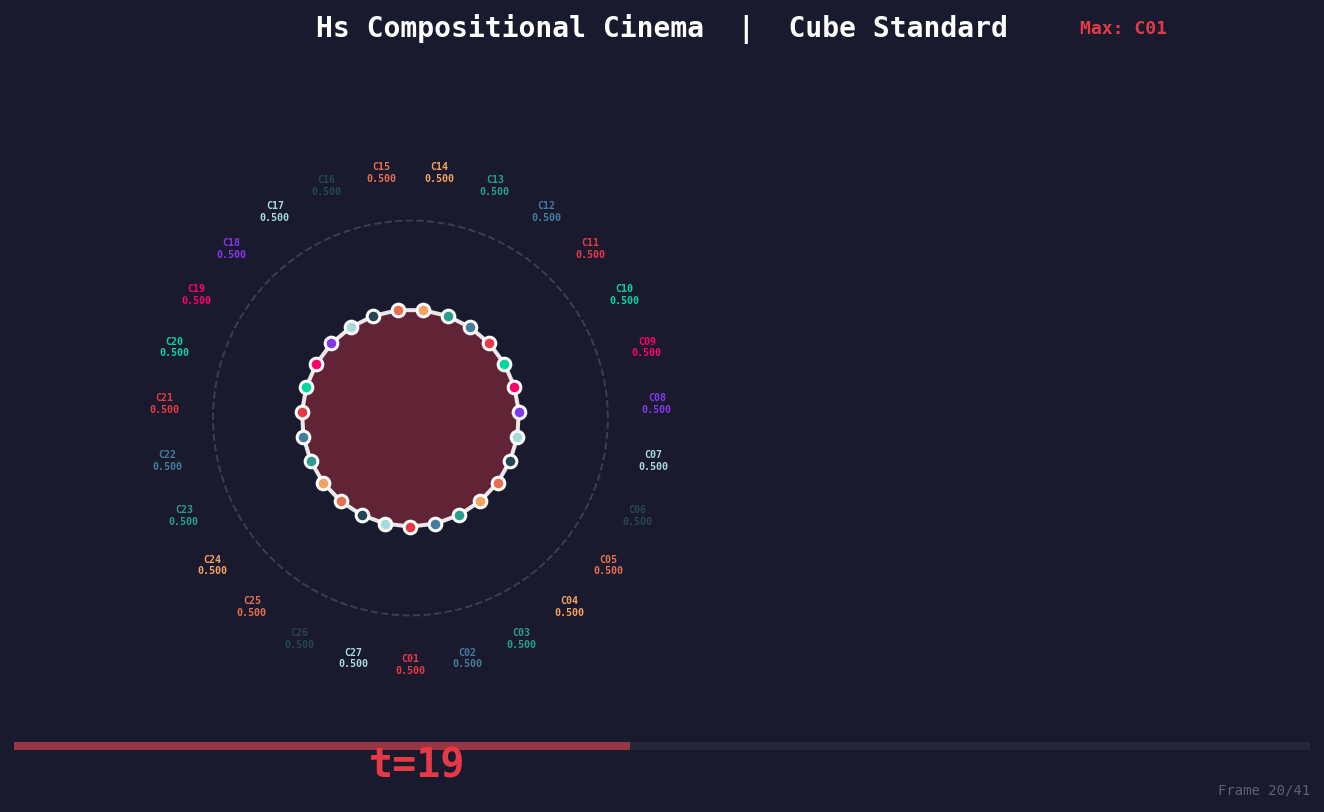 Hs Compositional Cinema | Cube Standard
Max: C01
C15
0.500
C14
0.500
C16
0.500
C13
0.500
C17
0.500
C12
0.500
C18
0.500
C11
0.500
C19
0.500
C10
0.500
C20
0.500
C09
0.500
C21
0.500
C08
0.500
C22
0.500
C07
0.500
C23
0.500
C06
0.500
C24
0.500
C05
0.500
C25
0.500
C04
0.500
C26
0.500
C03
0.500
C27
0.500
C01
0.500
C02
0.500
t=19
Frame 20/41